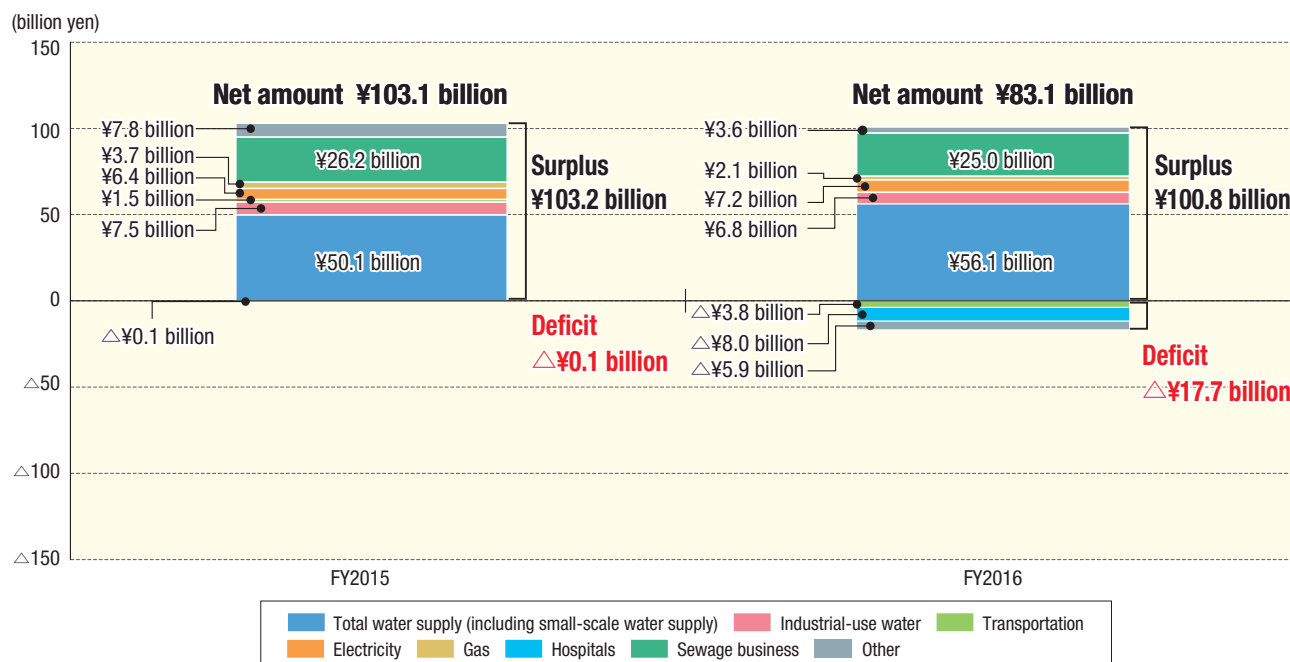 (billion yen)
150
100
50
0
△50
△100
△150
Net amount ¥103.1 billion
¥7.8 billion
¥3.7 billion
¥6.4 billion
¥1.5 billion
¥7.5 billion
¥26.2 billion
¥50.1 billion
△¥0.1 billion
Surplus
¥103.2 billion
Deficit
△¥0.1 billion
Net amount ¥83.1 billion
¥3.6 billion
¥2.1 billion
¥7.2 billion
¥6.8 billion
¥25.0 billion
¥56.1 billion
△¥3.8 billion
△¥8.0 billion
△¥5.9 billion
Surplus
¥100.8 billion
Deficit
△¥17.7 billion
FY2015
FY2016
Total water supply (including small-scale water supply) Industrial-use water Transportation
Electricity Gas Hospitals Sewage business Other